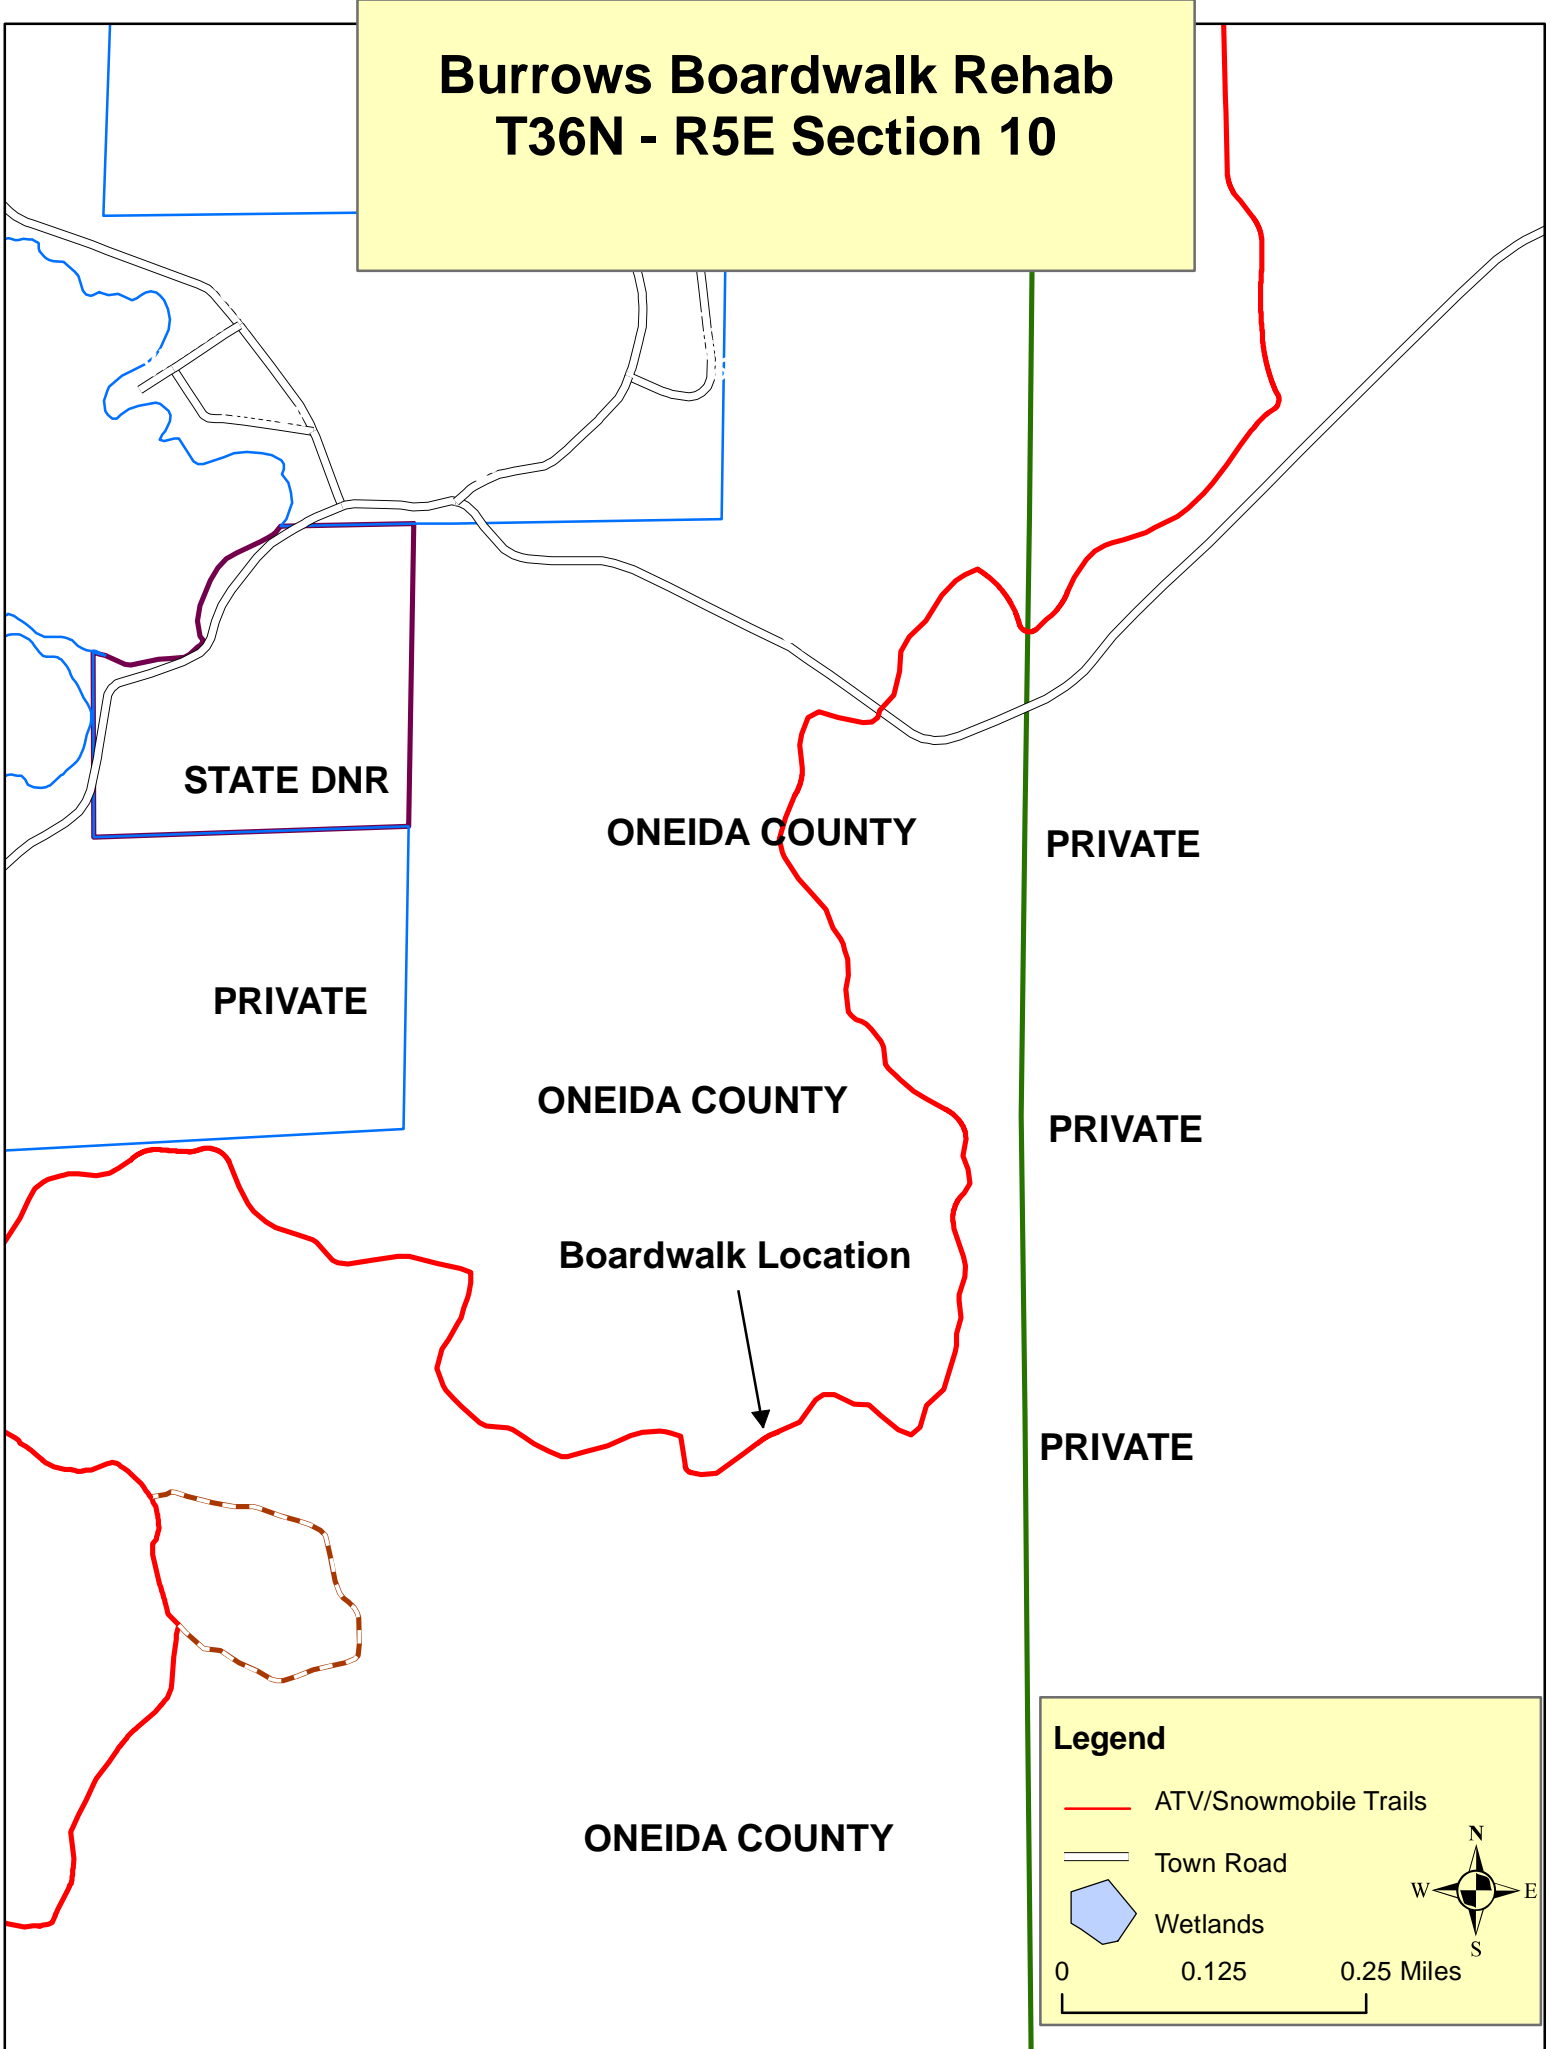 Burrows Boardwalk Rehab
T36N - R5E Section 10
STATE DNR
ONEIDA COUNTY
PRIVATE
PRIVATE
ONEIDA COUNTY
PRIVATE
Boardwalk Location
PRIVATE
ONEIDA COUNTY
Legend
ATV/Snowmobile Trails
Town Road
Wetlands
N
W
E
S
0 0.125 0.25 Miles